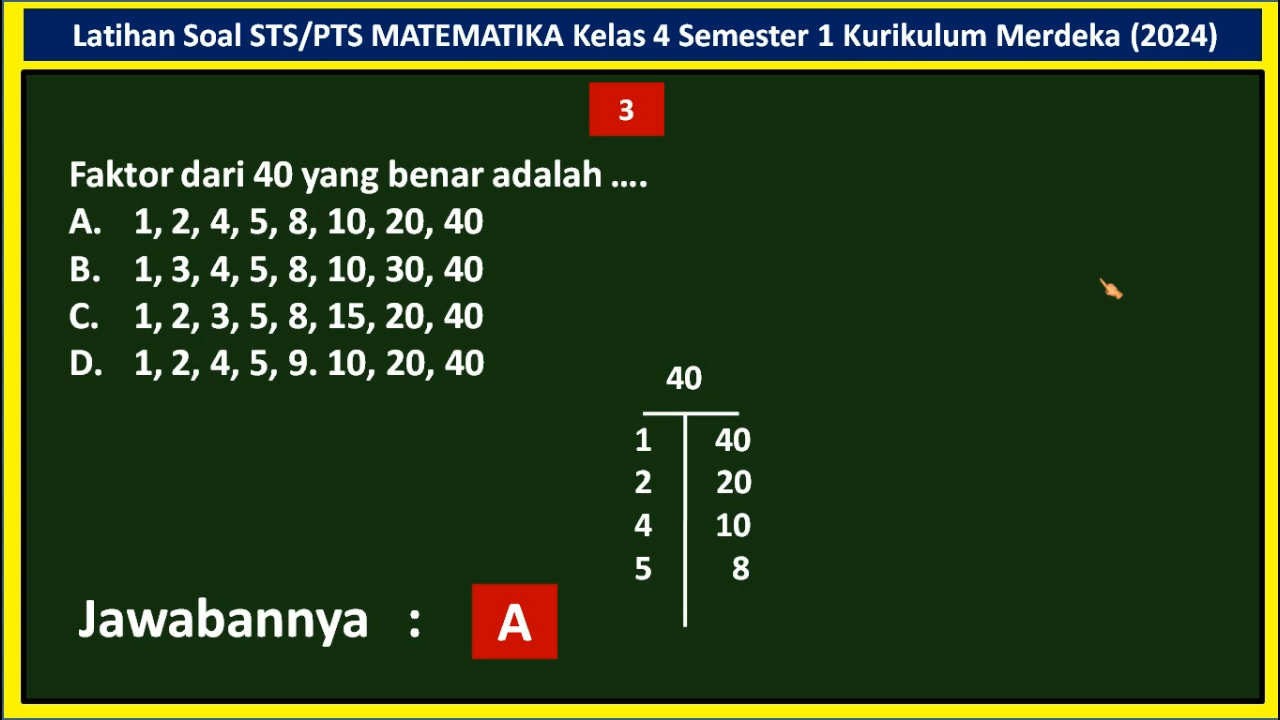 Latihan Soal STS/PTS MATEMATIKA Kelas 4 Semester 1 Kurikulum Merdeka (2024)
3
Faktor dari 40 yang benar adalah ....
A. 1, 2, 4, 5, 8, 10, 20, 40
B. 1, 3, 4, 5, 8, 10, 30, 40
C. 1, 2, 3, 5, 8, 15, 20, 40
D. 1, 2, 4, 5, 9. 10, 20, 40
40
1 40
2 20
4 10
5 8
Jawabannya : A